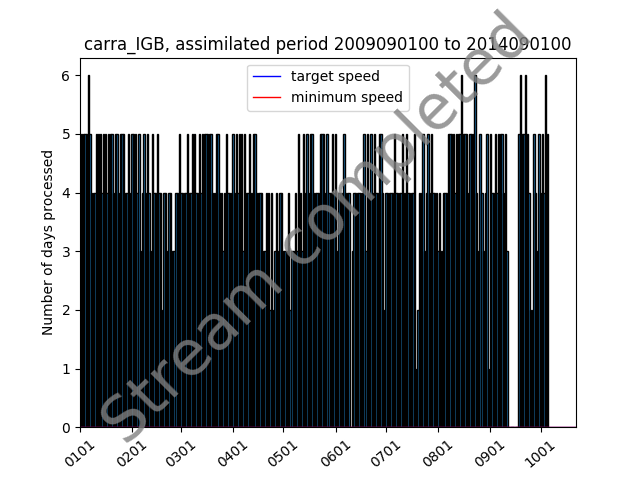 carra_IGB, assimilated period 2009090100 to 2014090100
target speed
minimum speed
Number of days processed
6
5
4
3
2
1
0
0101 0201 0301 0401 0501 0601 0701 0801 0901 1001
Stream completed